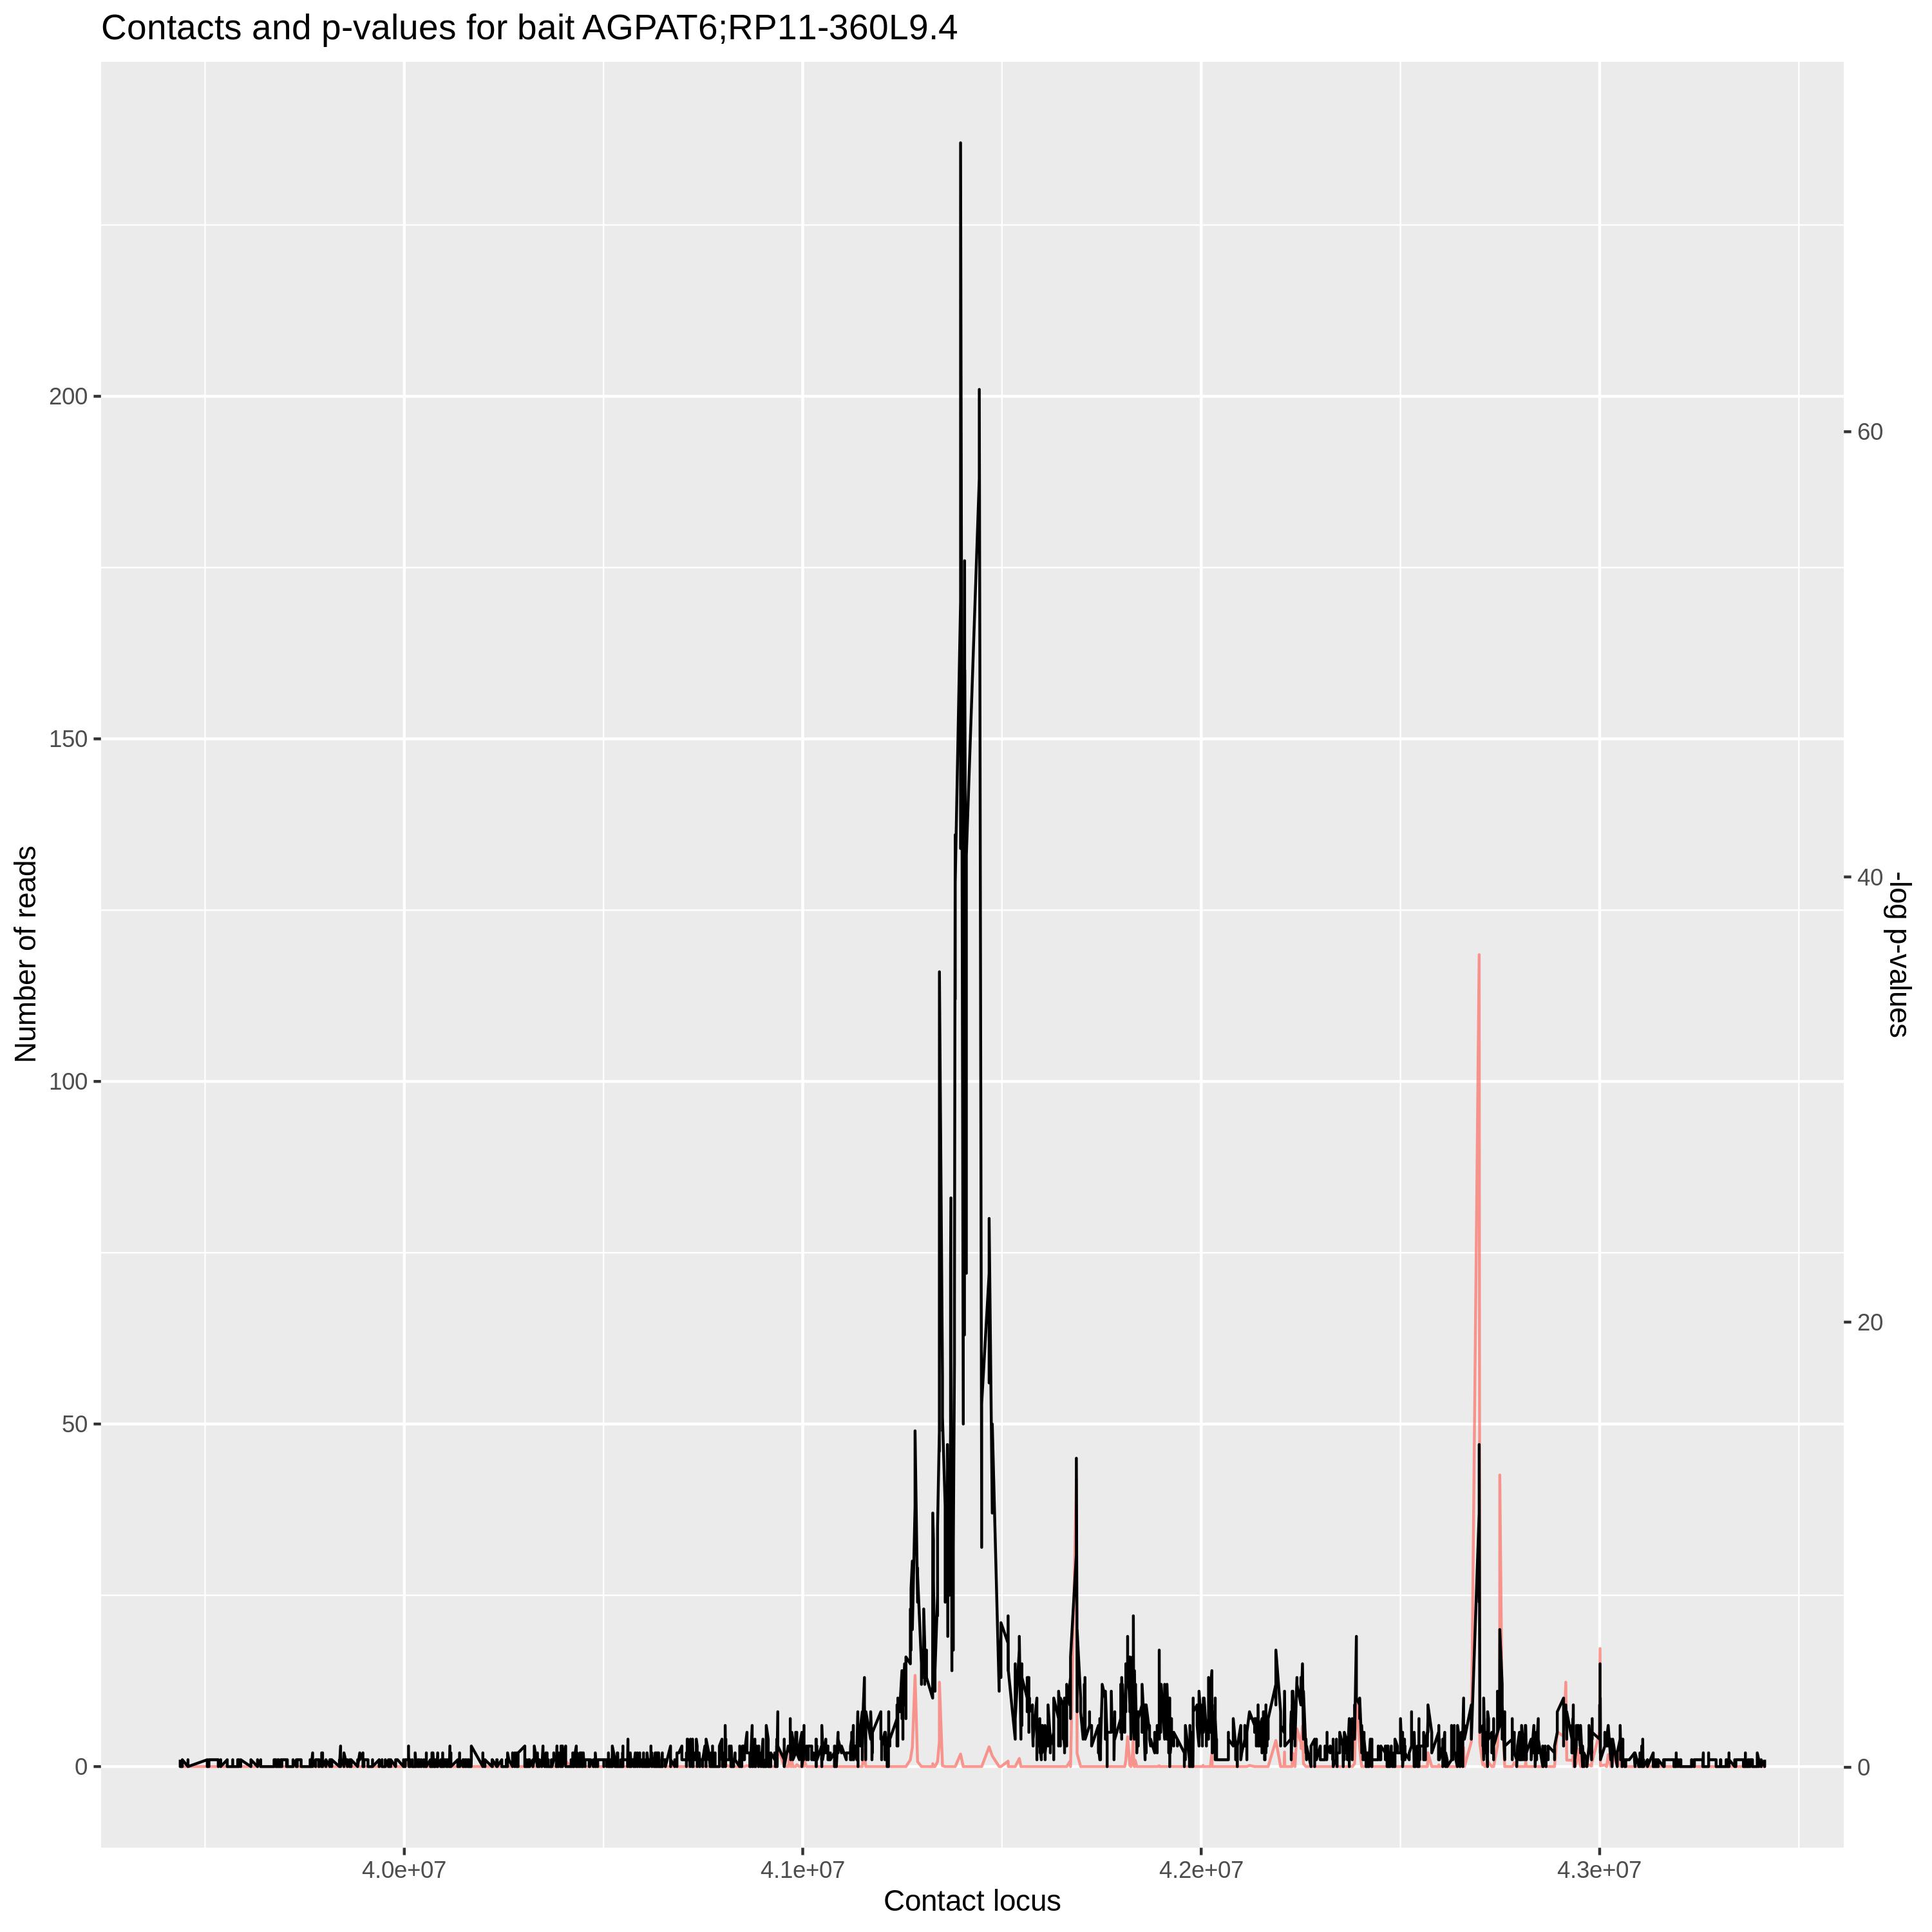 Contacts and p-values for bait AGPAT6;RP11-360L9.4
200
150
100
50
0
Number of reads
60
40
20
0
-log p-values
4.0e+07
4.1e+07
4.2e+07
4.3e+07
Contact locus